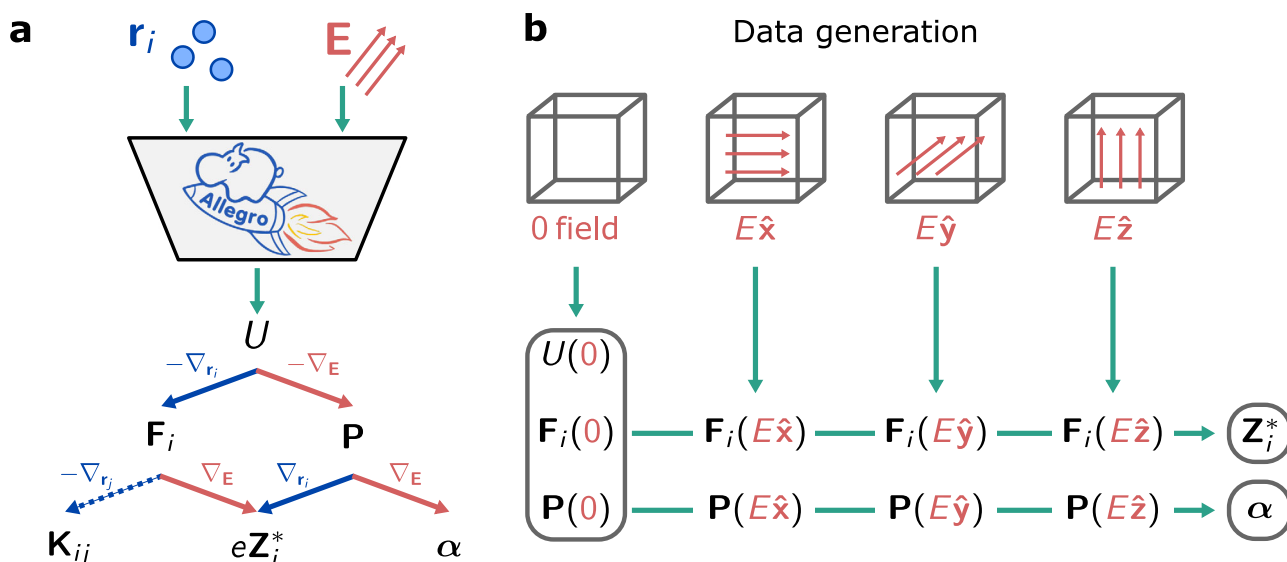 a
r_i E
Allegro
U
−∇_{r_i} −∇_E
F_i P
−∇_{r_j} ∇_E ∇_{r_i} ∇_E
K_{ij} eZ_i^* α
b Data generation
0 field Ex̂ Eŷ Eẑ
U(0)
F_i(0) F_i(Ex̂) F_i(Eŷ) F_i(Eẑ) Z_i^*
P(0) P(Ex̂) P(Eŷ) P(Eẑ) α